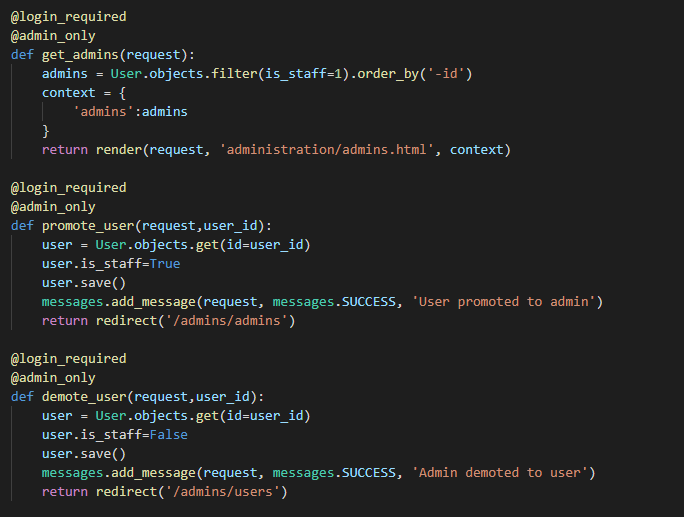 @login_required
@admin_only
def get_admins(request):
    admins = User.objects.filter(is_staff=1).order_by('-id')
    context = {
        'admins':admins
    }
    return render(request, 'administration/admins.html', context)

@login_required
@admin_only
def promote_user(request,user_id):
    user = User.objects.get(id=user_id)
    user.is_staff=True
    user.save()
    messages.add_message(request, messages.SUCCESS, 'User promoted to admin')
    return redirect('/admins/admins')

@login_required
@admin_only
def demote_user(request,user_id):
    user = User.objects.get(id=user_id)
    user.is_staff=False
    user.save()
    messages.add_message(request, messages.SUCCESS, 'Admin demoted to user')
    return redirect('/admins/users')